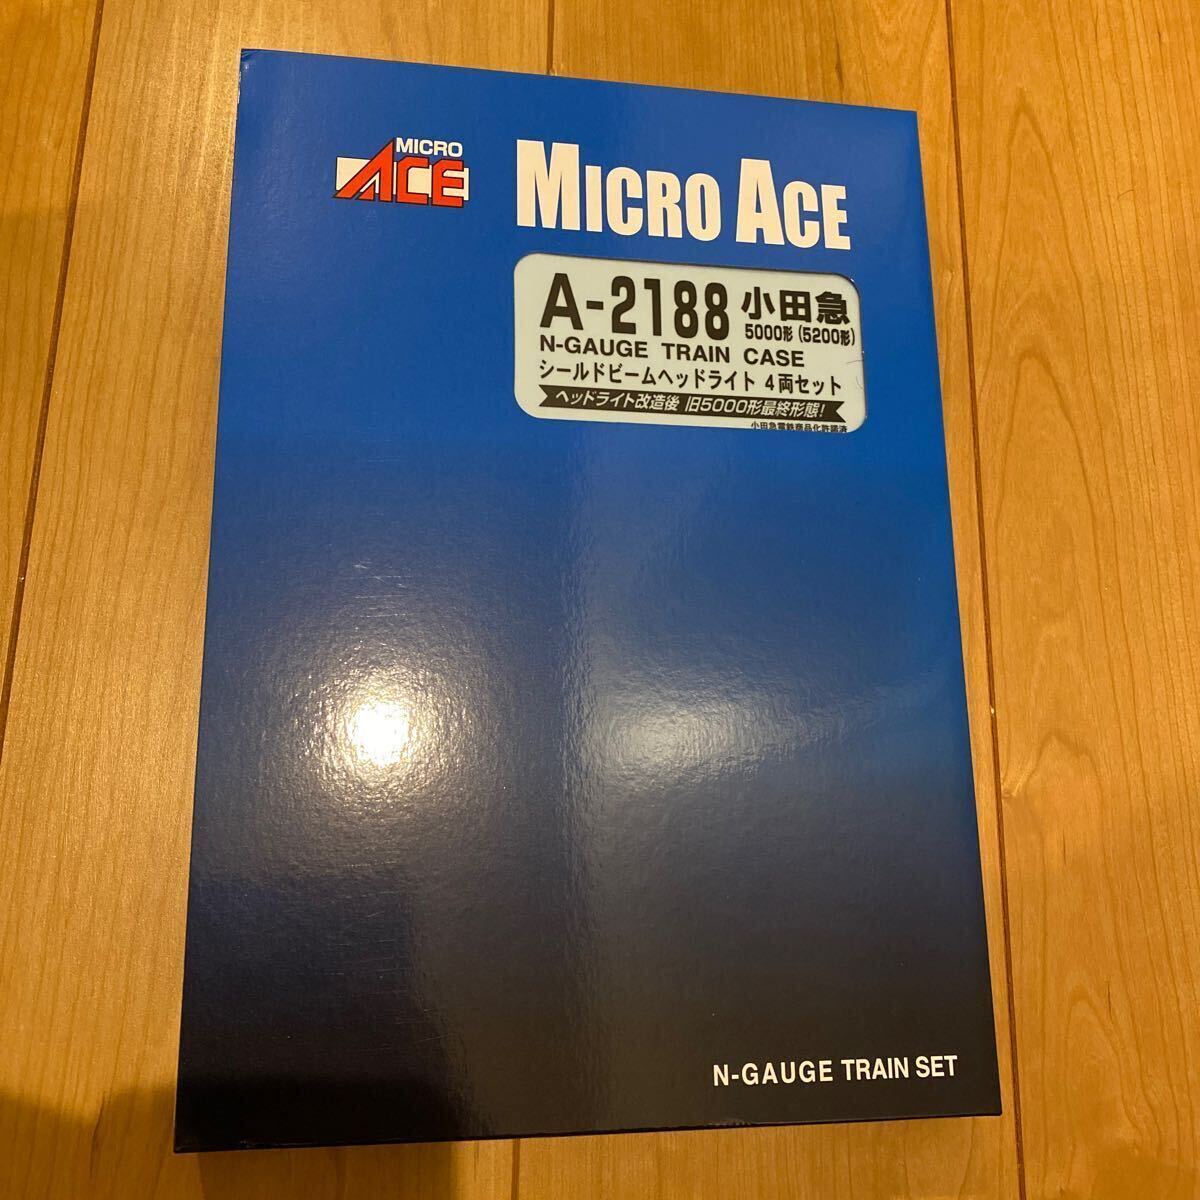 MICRO
ACE
MICRO ACE
A-2188 小田急
5000形(5200形)
N-GAUGE TRAIN CASE
シールドビームヘッドライト 4両セット
ヘッドライト改造後 旧5000形最終形態!
小田急電鉄商品化許諾済
N-GAUGE TRAIN SET